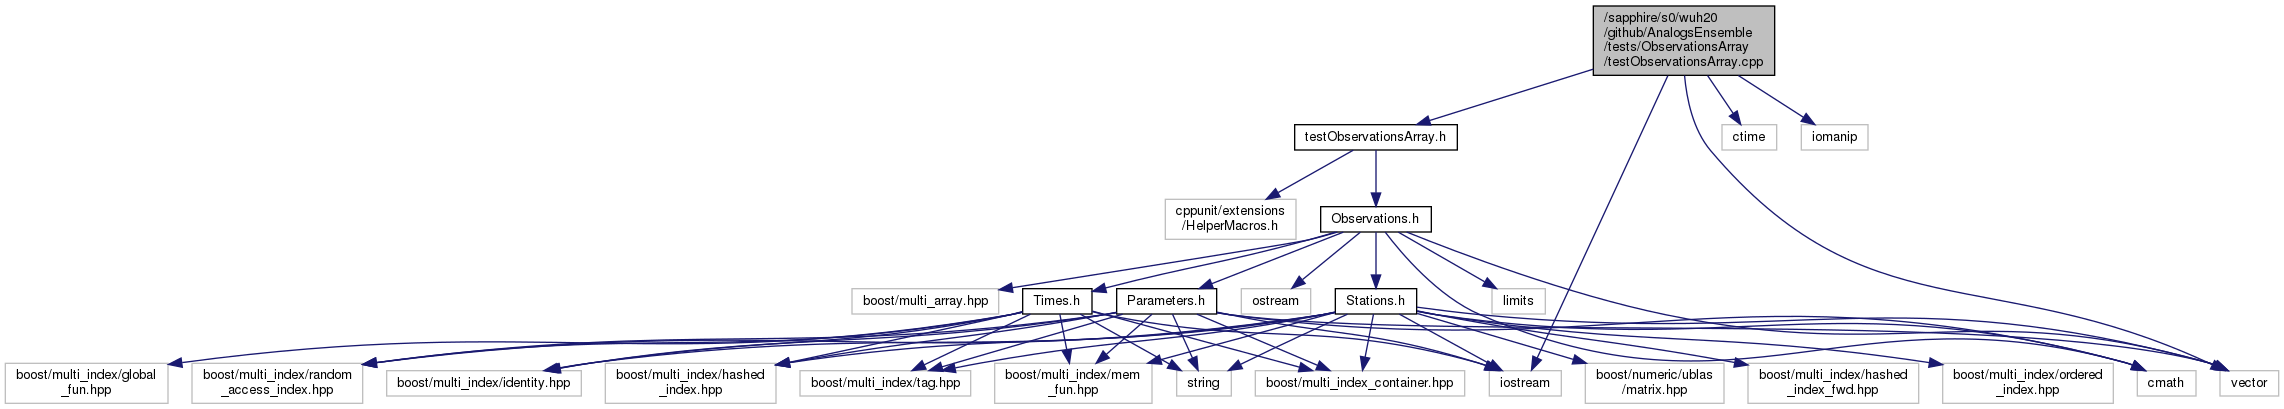 /sapphire/s0/wuh20
/github/AnalogsEnsemble
/tests/ObservationsArray
/testObservationsArray.cpp
testObservationsArray.h
ctime
iomanip
cppunit/extensions
/HelperMacros.h
Observations.h
boost/multi_array.hpp
Times.h
Parameters.h
ostream
Stations.h
limits
boost/multi_index/global
_fun.hpp
boost/multi_index/random
_access_index.hpp
boost/multi_index/identity.hpp
boost/multi_index/hashed
_index.hpp
boost/multi_index/tag.hpp
boost/multi_index/mem
_fun.hpp
string
boost/multi_index_container.hpp
iostream
boost/numeric/ublas
/matrix.hpp
boost/multi_index/hashed
_index_fwd.hpp
boost/multi_index/ordered
_index.hpp
cmath
vector